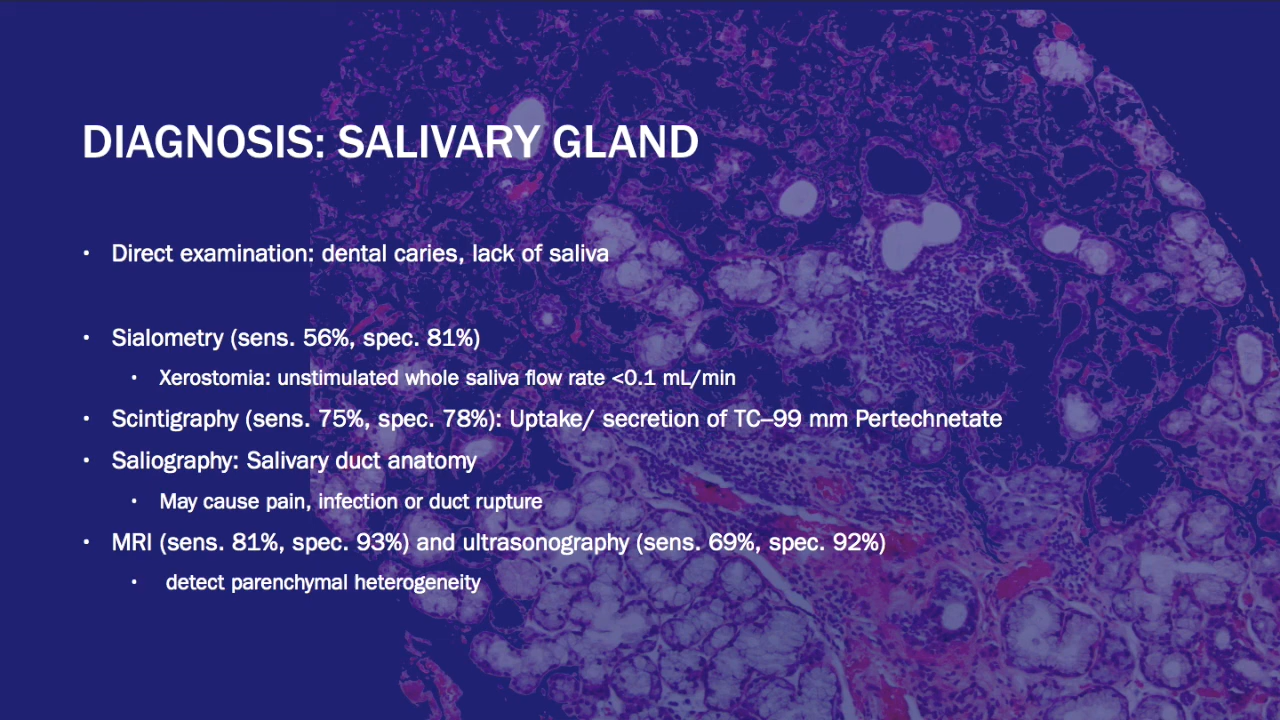 DIAGNOSIS: SALIVARY GLAND
• Direct examination: dental caries, lack of saliva
• Sialometry (sens. 56%, spec. 81%)
• Xerostomia: unstimulated whole saliva flow rate <0.1 mL/min
• Scintigraphy (sens. 75%, spec. 78%): Uptake/ secretion of TC–99 mm Pertechnetate
• Saliography: Salivary duct anatomy
• May cause pain, infection or duct rupture
• MRI (sens. 81%, spec. 93%) and ultrasonography (sens. 69%, spec. 92%)
• detect parenchymal heterogeneity